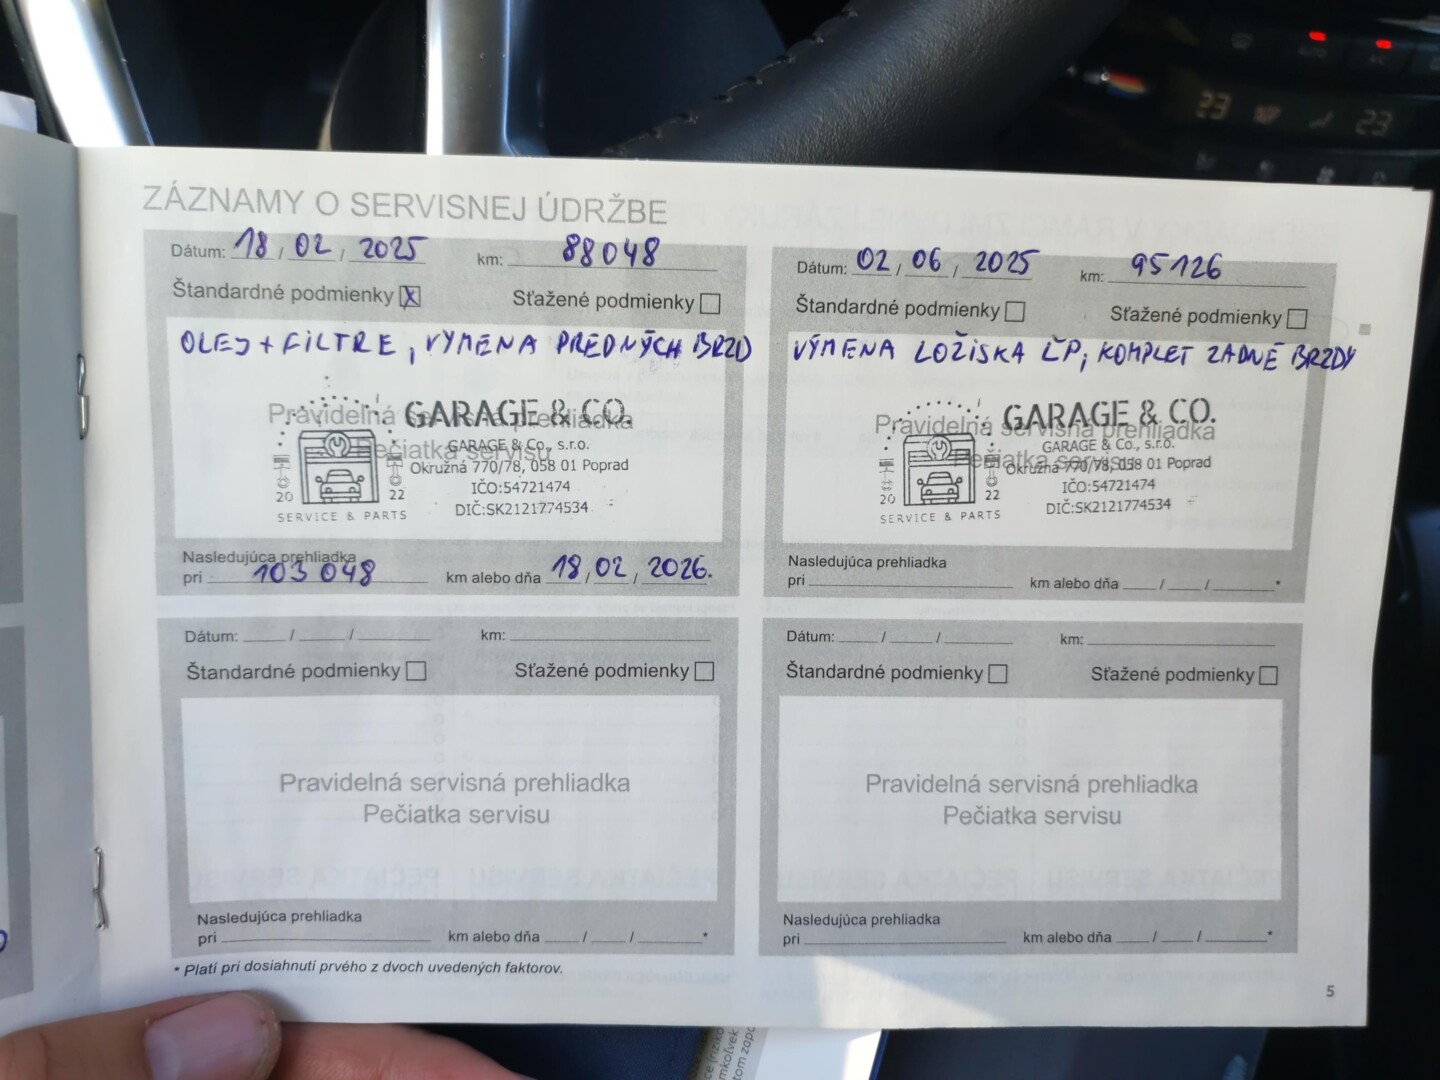 ZÁZNAMY O SERVISNEJ ÚDRŽBE
Dátum: 18 / 02 / 2025 km: 88048
Štandardné podmienky X Sťažené podmienky
OLEJ + FILTRE, VÝMENA PREDNÝCH BRZD
Pravidelná servisná prehliadka
Pečiatka servisu
GARAGE & CO.
GARAGE & Co., s.r.o.
Okružná 770/78, 058 01 Poprad
IČO:54721474
DIČ:SK2121774534
20 22
SERVICE & PARTS
Nasledujúca prehliadka
pri 103 048 km alebo dňa 18 / 02 / 2026.
Dátum: 02 / 06 / 2025 km: 95126
Štandardné podmienky Sťažené podmienky
VÝMENA LOŽISKA ĽP, KOMPLET ZADNÉ BRZDY
Pravidelná servisná prehliadka
Pečiatka servisu
GARAGE & CO.
GARAGE & Co., s.r.o.
Okružná 770/78, 058 01 Poprad
IČO:54721474
DIČ:SK2121774534
20 22
SERVICE & PARTS
Nasledujúca prehliadka
pri km alebo dňa / / *
Dátum: / / km:
Štandardné podmienky Sťažené podmienky
Pravidelná servisná prehliadka
Pečiatka servisu
Nasledujúca prehliadka
pri km alebo dňa / / *
Dátum: / / km:
Štandardné podmienky Sťažené podmienky
Pravidelná servisná prehliadka
Pečiatka servisu
Nasledujúca prehliadka
pri km alebo dňa / / *
* Platí pri dosiahnutí prvého z dvoch uvedených faktorov.
5
23 23